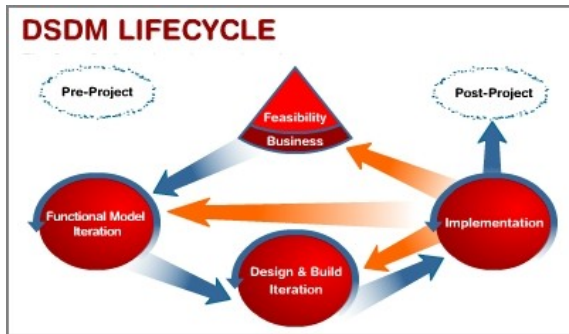 DSDM LIFECYCLE
Pre-Project
Post-Project
Feasibility
Business
Functional Model
Iteration
Implementation
Design & Build
Iteration